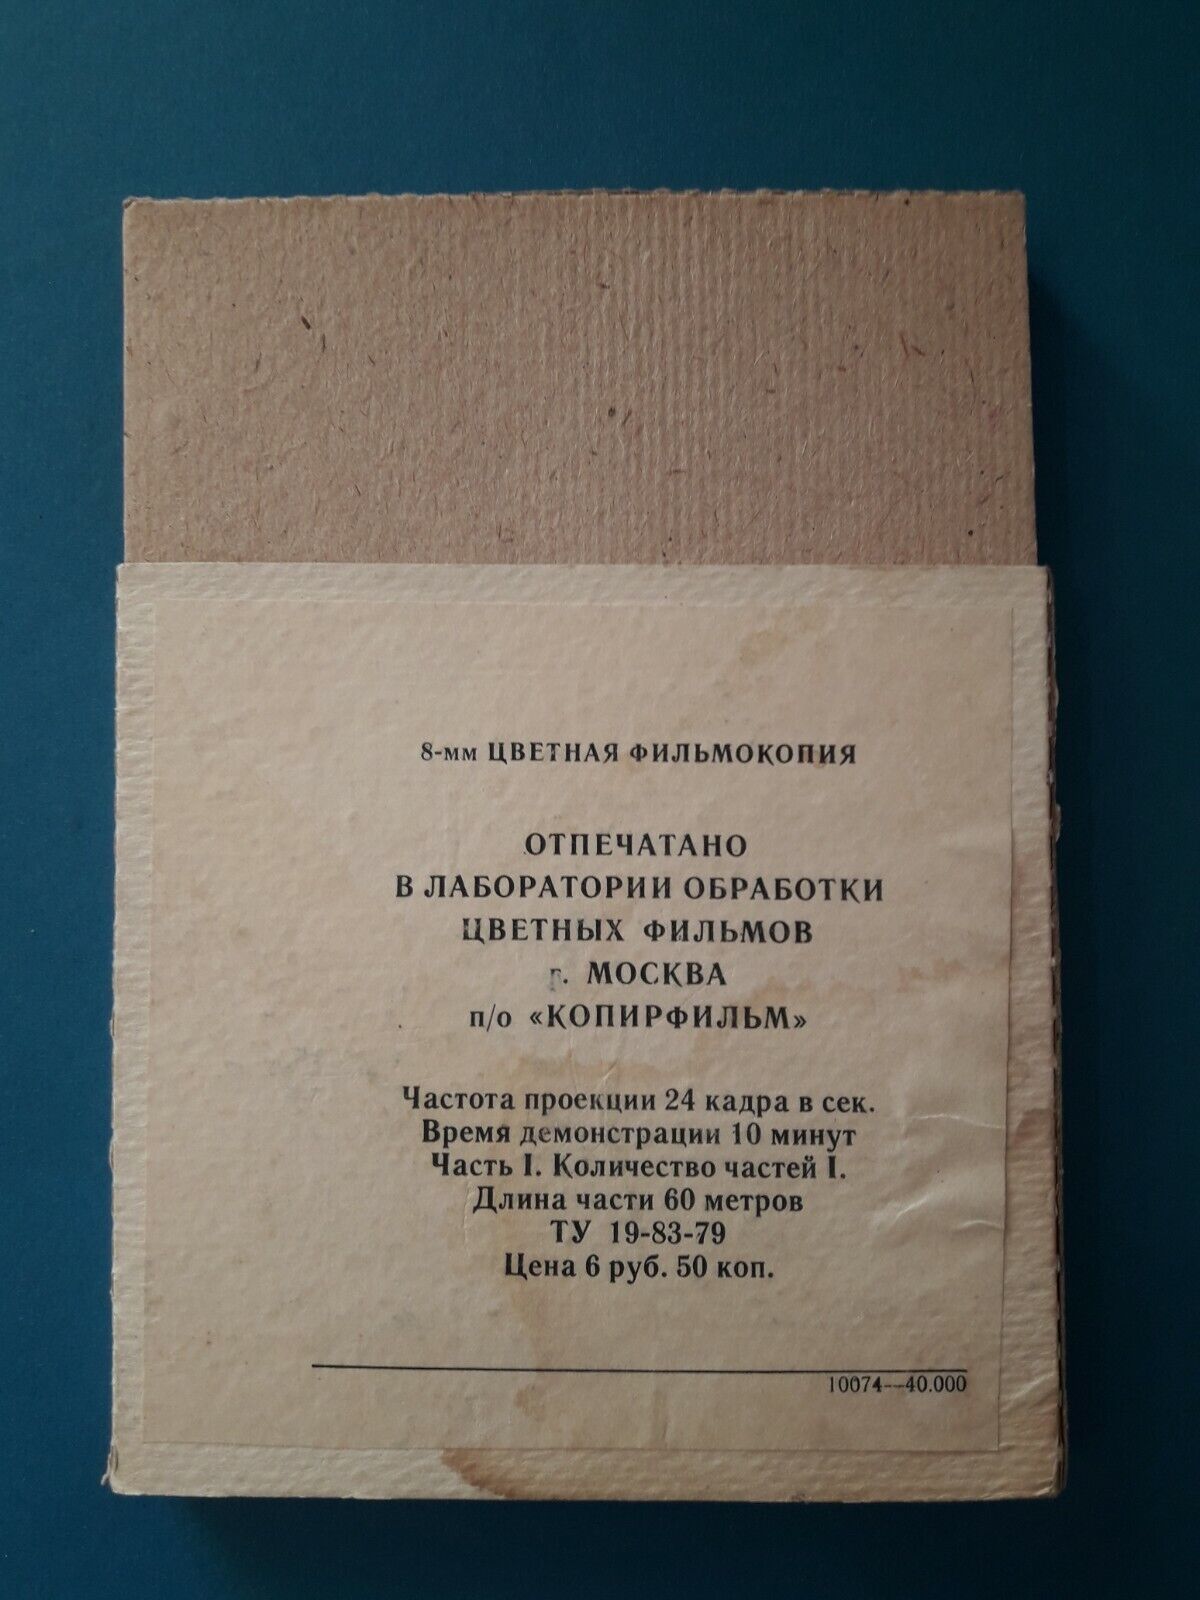 8-мм ЦВЕТНАЯ ФИЛЬМОКОПИЯ
ОТПЕЧАТАНО
В ЛАБОРАТОРИИ ОБРАБОТКИ
ЦВЕТНЫХ ФИЛЬМОВ
г. МОСКВА
п/о «КОПИРФИЛЬМ»
Частота проекции 24 кадра в сек.
Время демонстрации 10 минут
Часть I. Количество частей I.
Длина части 60 метров
ТУ 19-83-79
Цена 6 руб. 50 коп.
10074—40.000